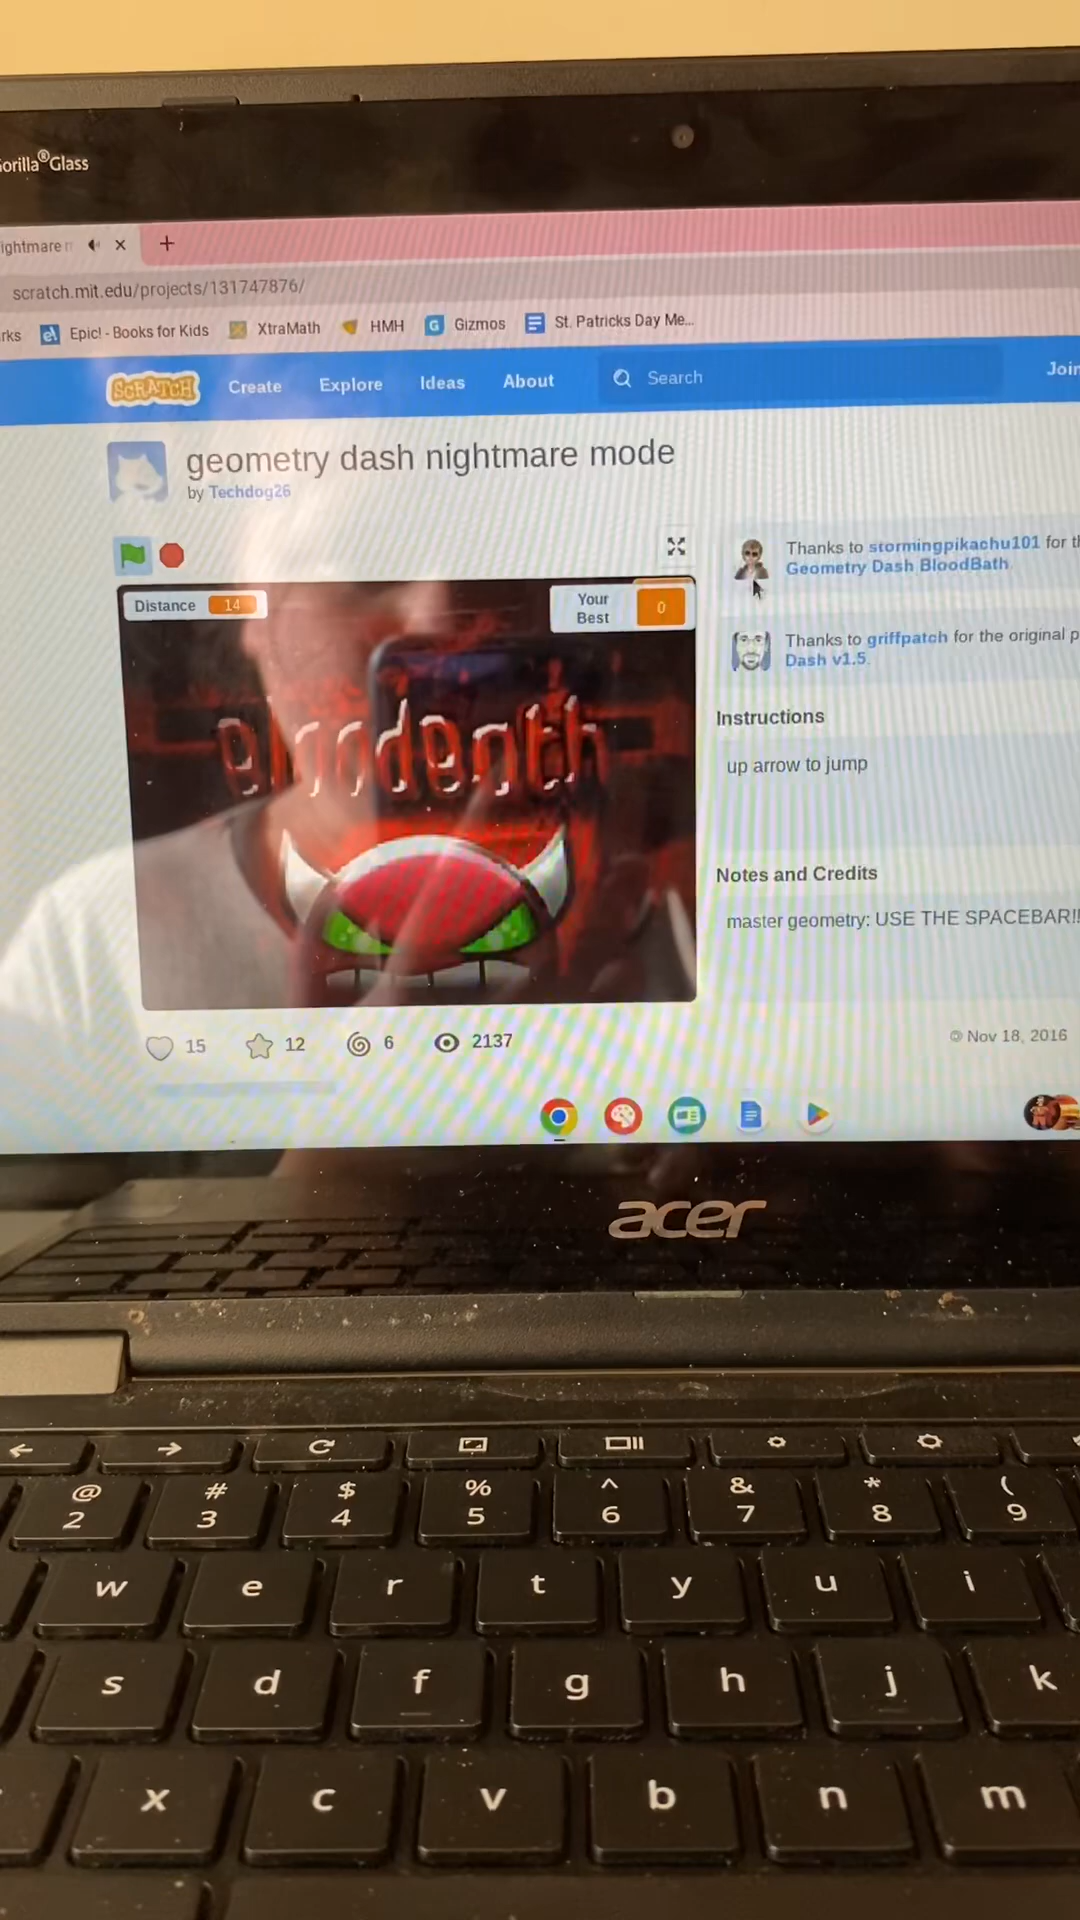 Gorilla®Glass
ightmare
scratch.mit.edu/projects/131747876/
rks Epic! - Books for Kids XtraMath HMH Gizmos St. Patricks Day Me...
SCRATCH Create Explore Ideas About Search Join
geometry dash nightmare mode
by Techdog26
Thanks to stormingpikachu101 for th
Geometry Dash BloodBath
Distance 14
Your Best 0
Thanks to griffpatch for the original p
Dash v1.5.
Instructions
up arrow to jump
Notes and Credits
master geometry: USE THE SPACEBAR!!
15 12 6 2137
© Nov 18, 2016
acer
@ # $ % ^ & * (
2 3 4 5 6 7 8 9
w e r t y u i
s d f g h j k
x c v b n m